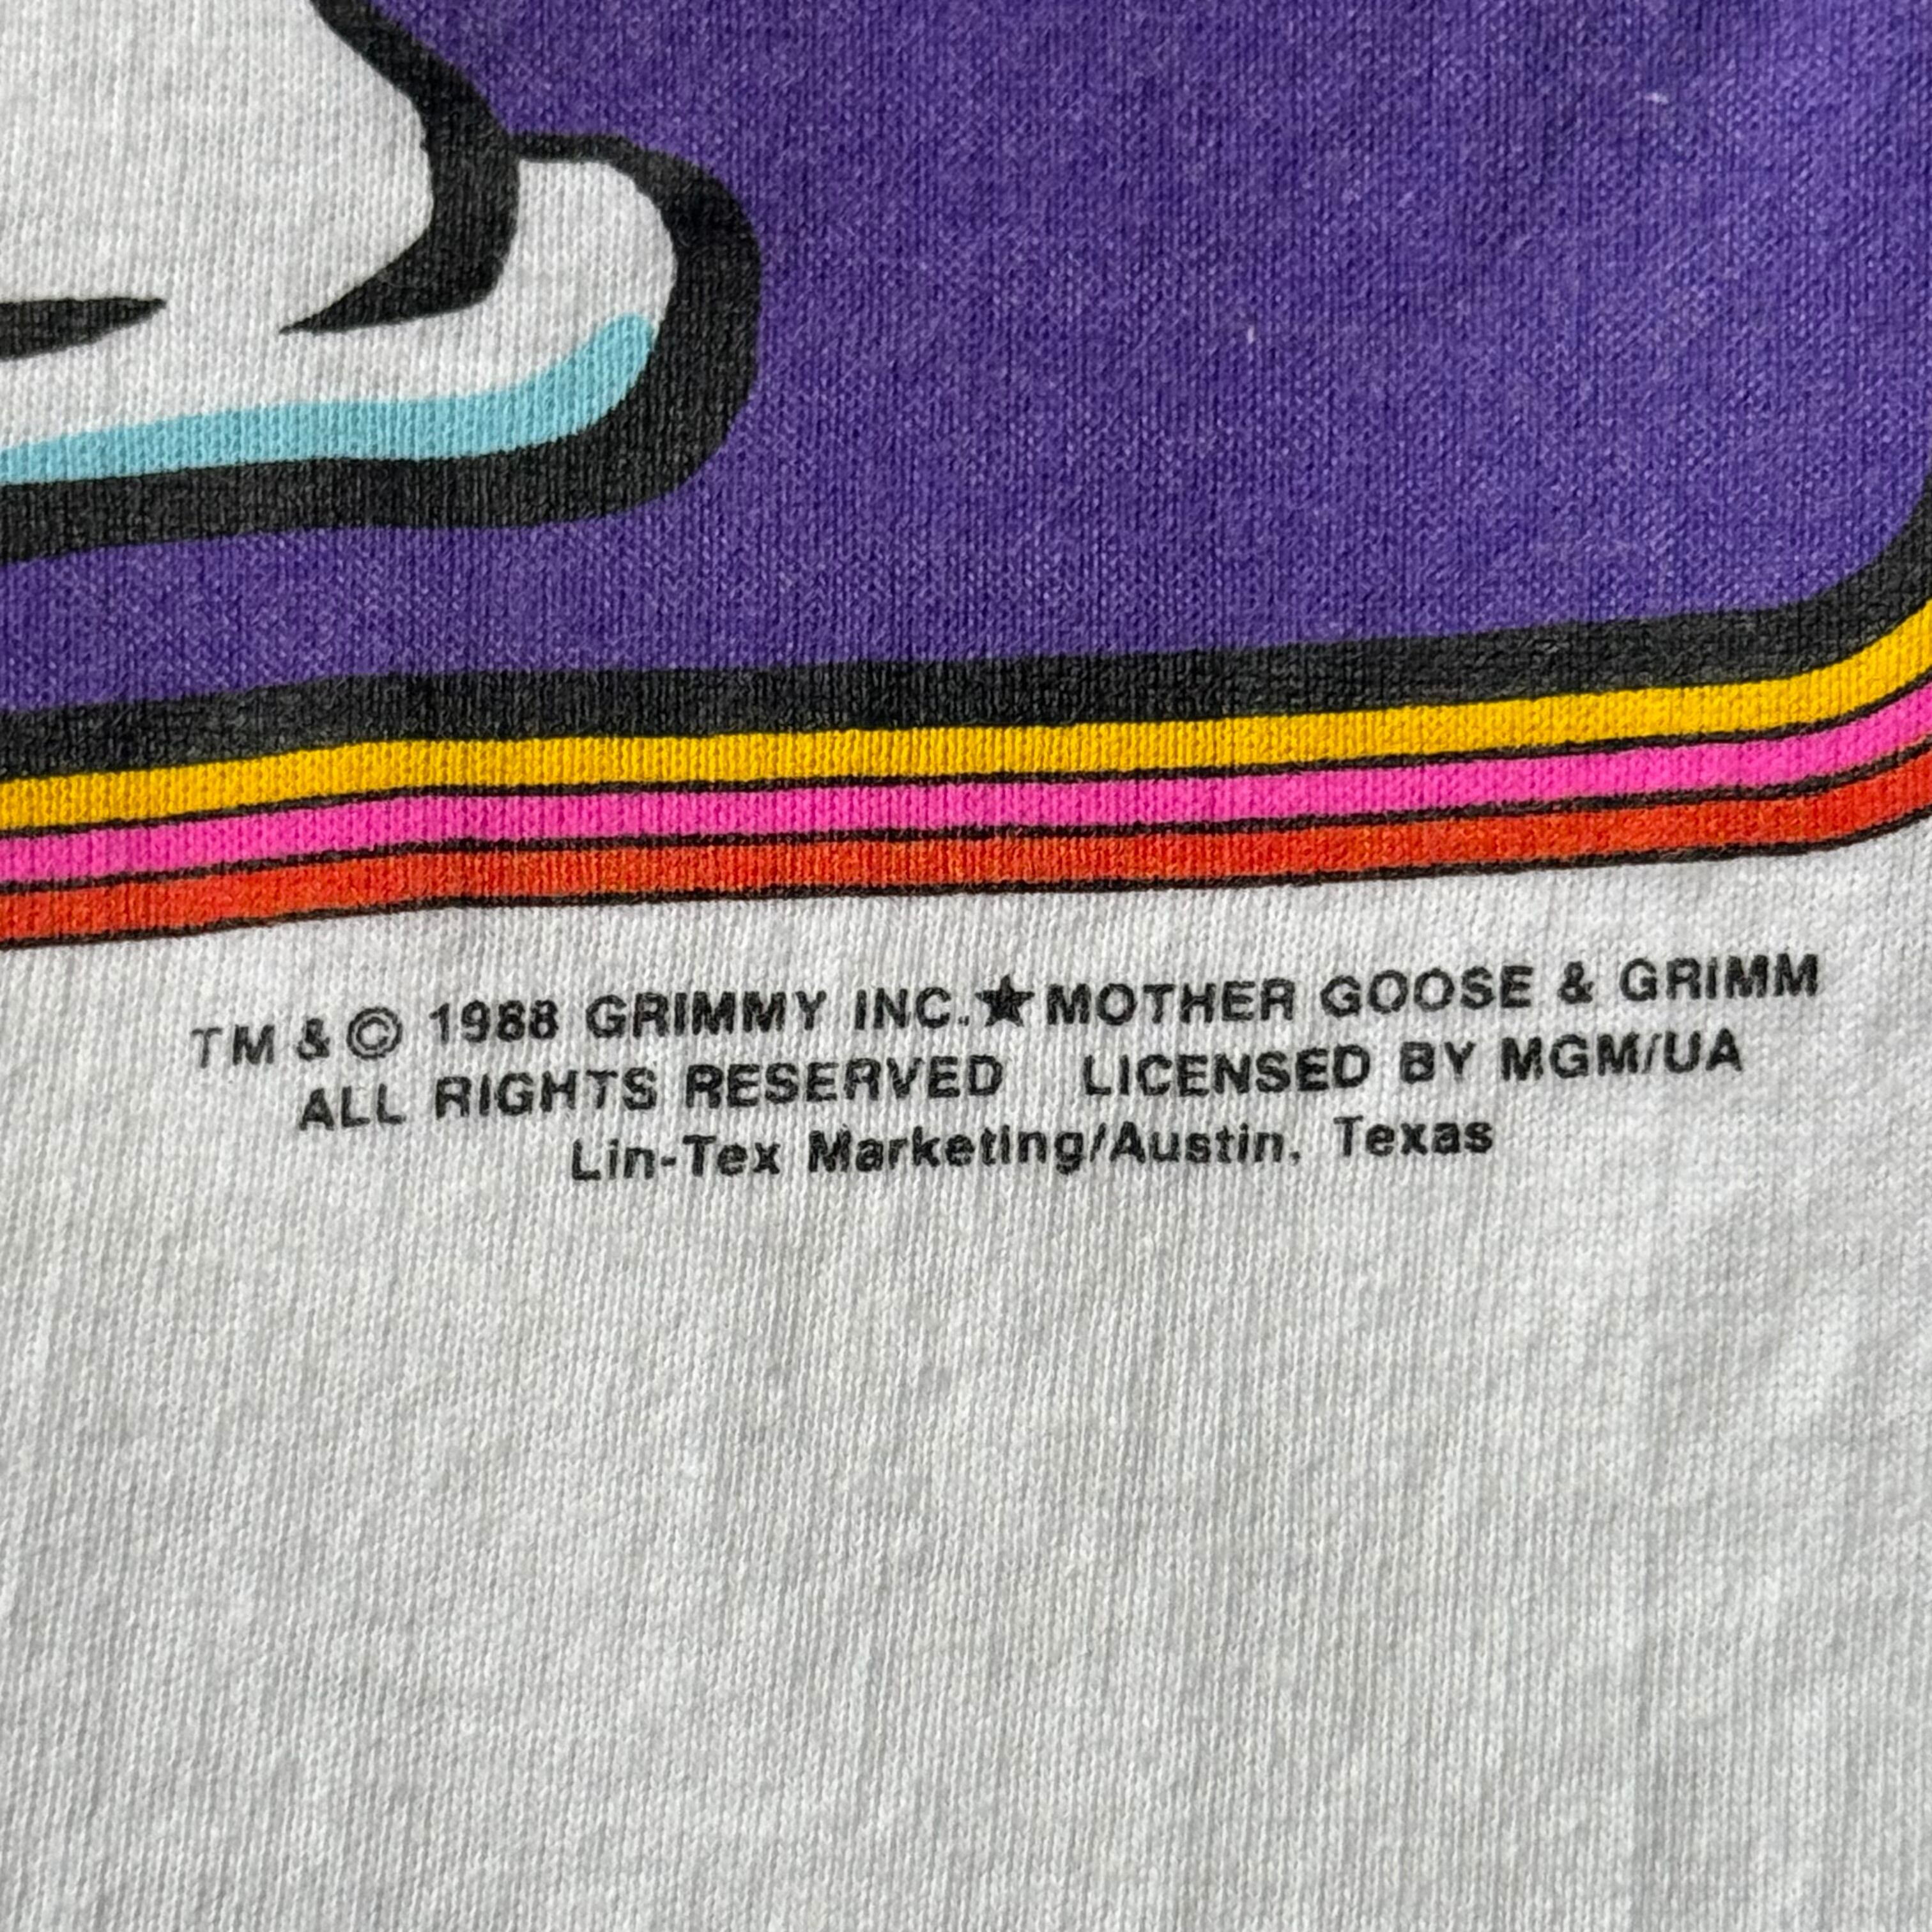 TM & © 1988 GRIMMY INC.★MOTHER GOOSE & GRIMM
ALL RIGHTS RESERVED LICENSED BY MGM/UA
Lin-Tex Marketing/Austin, Texas